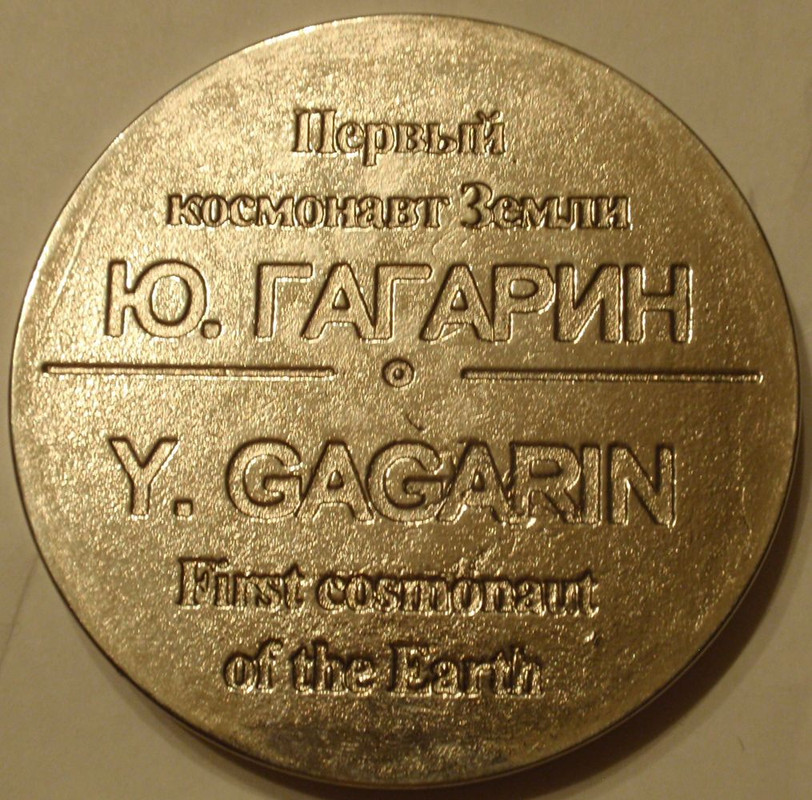 Первый
космонавт Земли
Ю. ГАГАРИН
Y. GAGARIN
First cosmonaut
of the Earth